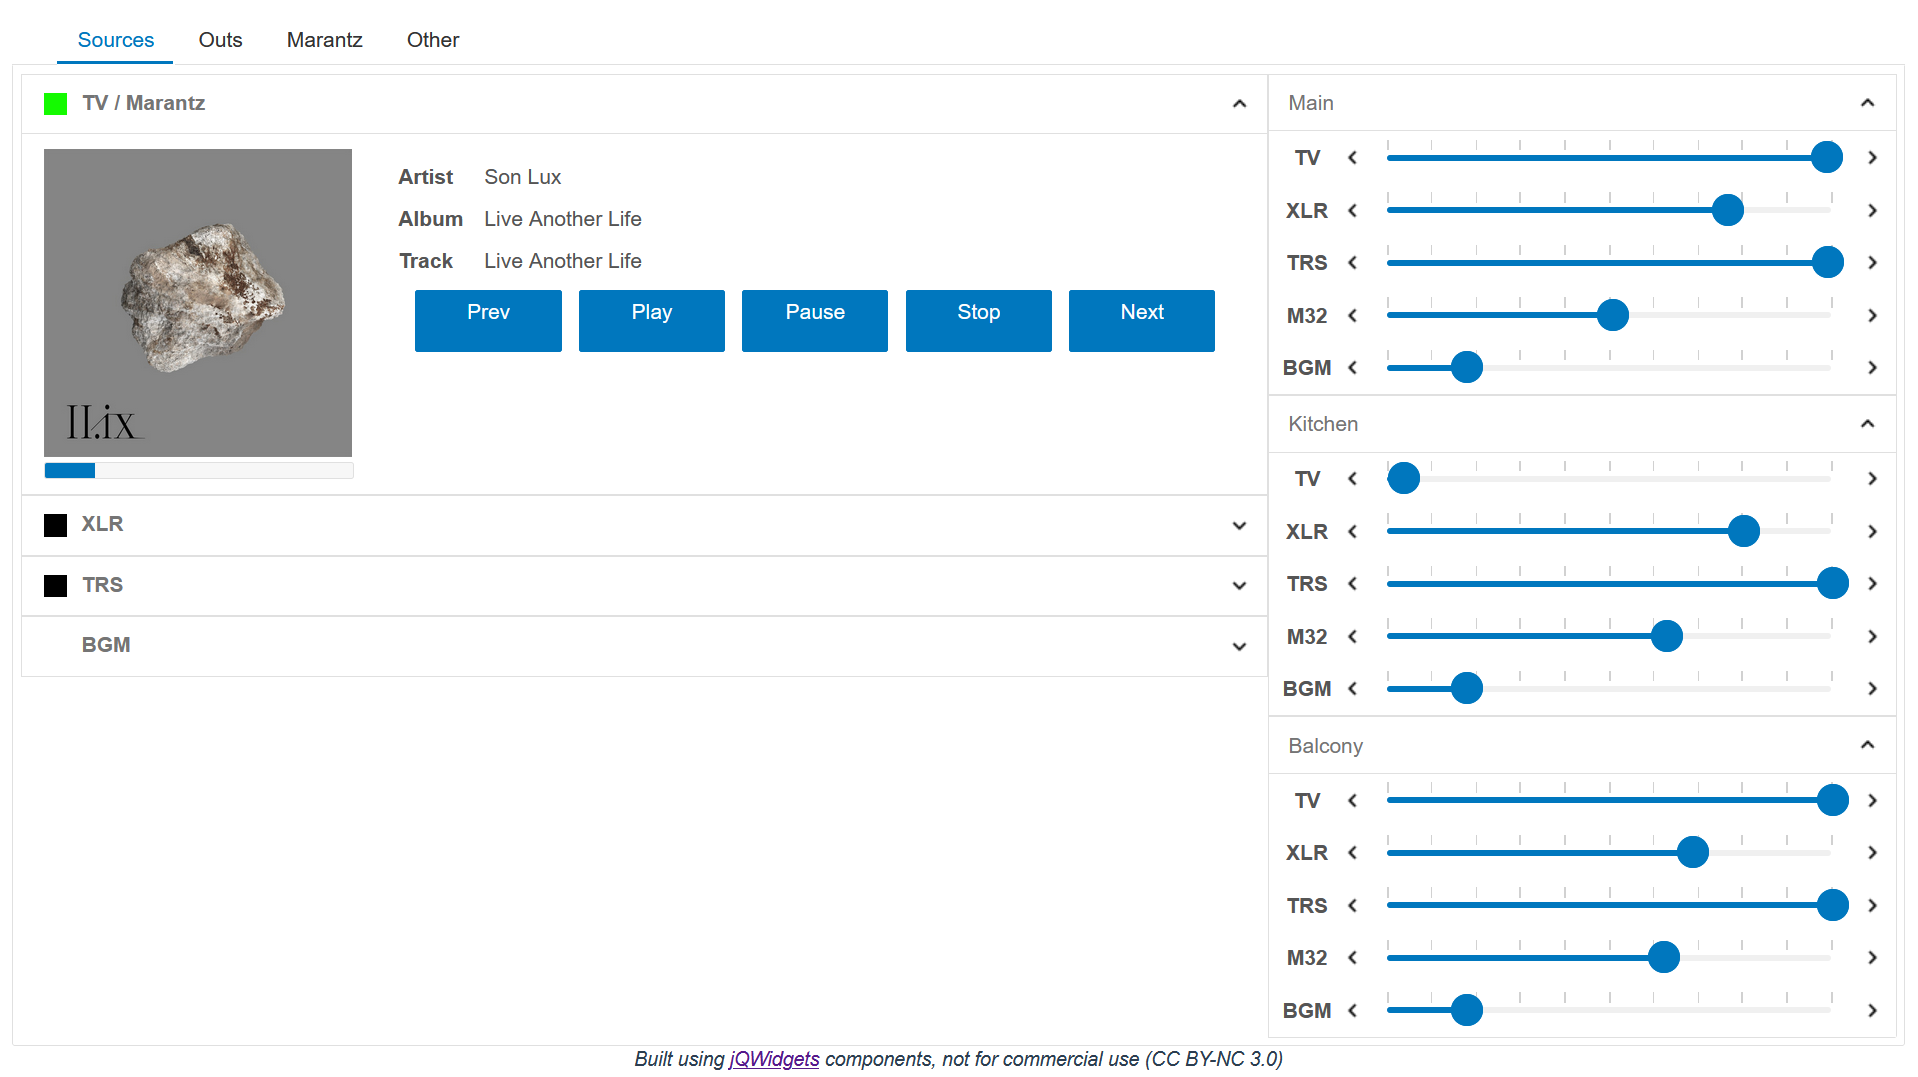 Sources Outs Marantz Other
TV / Marantz
Artist Son Lux
Album Live Another Life
Track Live Another Life
Prev Play Pause Stop Next
II.ix
XLR
TRS
BGM
Main
TV
XLR
TRS
M32
BGM
Kitchen
TV
XLR
TRS
M32
BGM
Balcony
TV
XLR
TRS
M32
BGM
Built using jQWidgets components, not for commercial use (CC BY-NC 3.0)